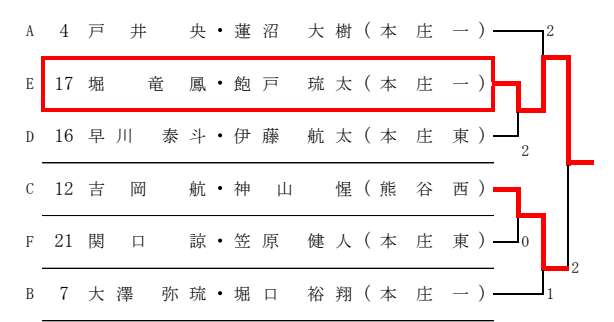 A 4 戸井 央・蓮沼 大樹(本庄一) 2
E 17 堀 竜鳳・飽戸 琉太(本庄一)
D 16 早川 泰斗・伊藤 航太(本庄東) 2
C 12 吉岡 航・神山 惺(熊谷西)
F 21 関口 諒・笠原 健人(本庄東) 0
2
B 7 大澤 弥琉・堀口 裕翔(本庄一) 1